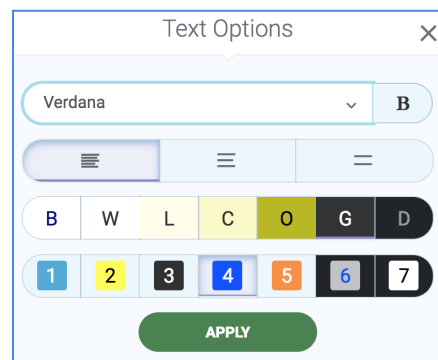 Text Options
Verdana B
B W L C O G D
1 2 3 4 5 6 7
APPLY